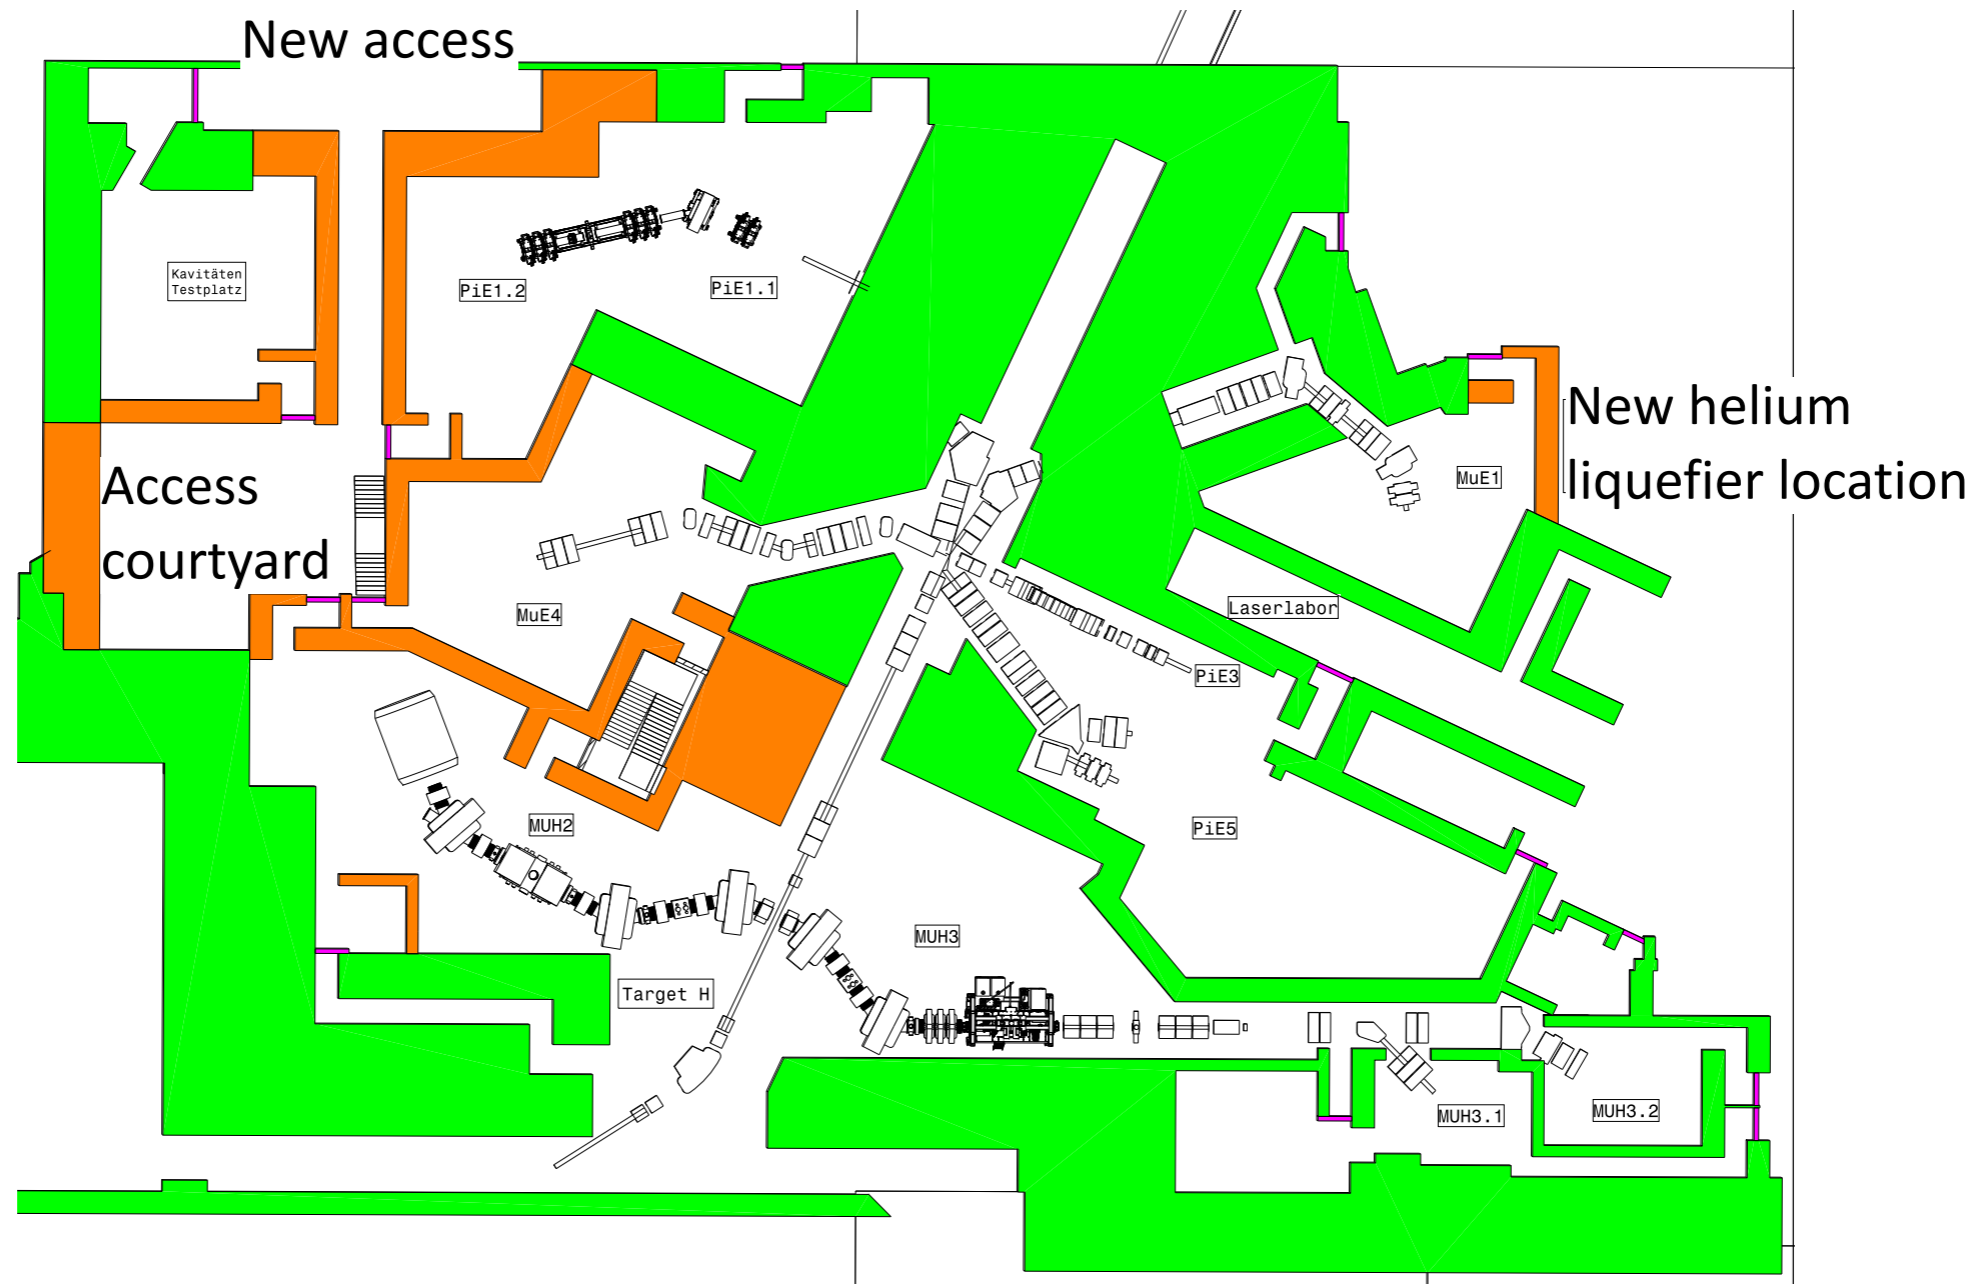 New access
Kavitäten
Testplatz
PiE1.2
PiE1.1
New helium
liquefier location
MuE1
Access
courtyard
MuE4
Laserlabor
PiE3
MUH2
PiE5
MUH3
Target H
MUH3.1
MUH3.2